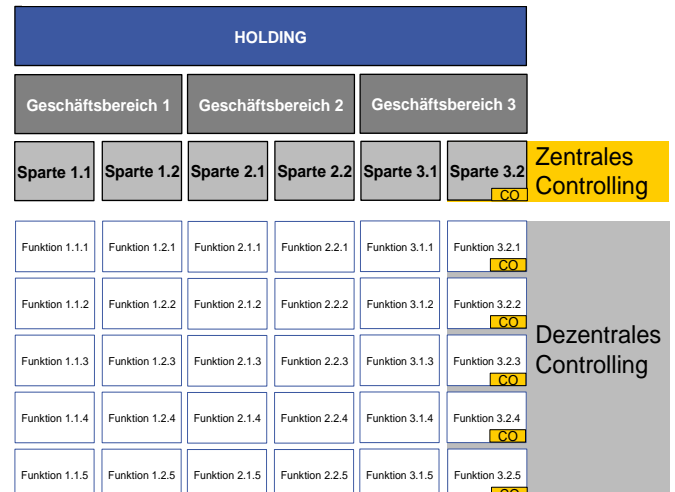 HOLDING
Geschäftsbereich 1 Geschäftsbereich 2 Geschäftsbereich 3
Sparte 1.1 Sparte 1.2 Sparte 2.1 Sparte 2.2 Sparte 3.1 Sparte 3.2
CO
Zentrales
Controlling
Funktion 1.1.1 Funktion 1.2.1 Funktion 2.1.1 Funktion 2.2.1 Funktion 3.1.1 Funktion 3.2.1
CO
Funktion 1.1.2 Funktion 1.2.2 Funktion 2.1.2 Funktion 2.2.2 Funktion 3.1.2 Funktion 3.2.2
CO
Funktion 1.1.3 Funktion 1.2.3 Funktion 2.1.3 Funktion 2.2.3 Funktion 3.1.3 Funktion 3.2.3
CO
Dezentrales
Controlling
Funktion 1.1.4 Funktion 1.2.4 Funktion 2.1.4 Funktion 2.2.4 Funktion 3.1.4 Funktion 3.2.4
CO
Funktion 1.1.5 Funktion 1.2.5 Funktion 2.1.5 Funktion 2.2.5 Funktion 3.1.5 Funktion 3.2.5
CO